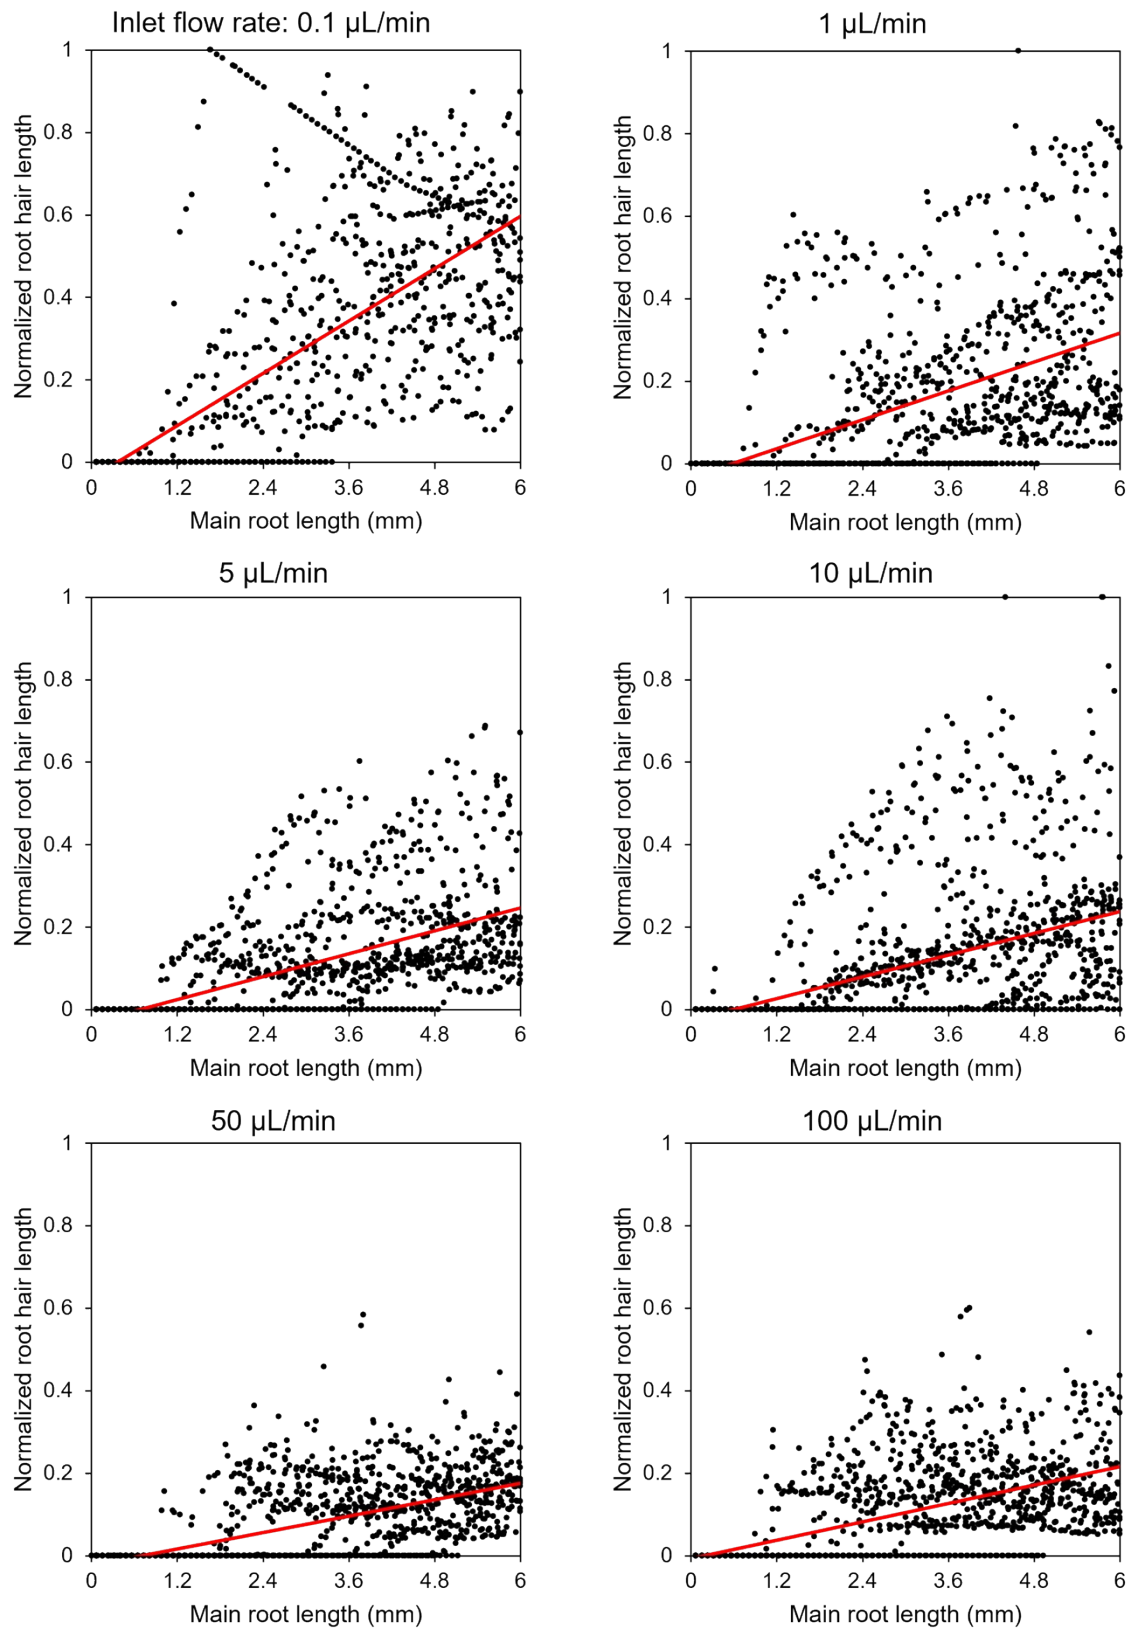 Inlet flow rate: 0.1 µL/min
Normalized root hair length
1
0.8
0.6
0.4
0.2
0
0 1.2 2.4 3.6 4.8 6
Main root length (mm)
1 µL/min
Normalized root hair length
1
0.8
0.6
0.4
0.2
0
0 1.2 2.4 3.6 4.8 6
Main root length (mm)
5 µL/min
Normalized root hair length
1
0.8
0.6
0.4
0.2
0
0 1.2 2.4 3.6 4.8 6
Main root length (mm)
10 µL/min
Normalized root hair length
1
0.8
0.6
0.4
0.2
0
0 1.2 2.4 3.6 4.8 6
Main root length (mm)
50 µL/min
Normalized root hair length
1
0.8
0.6
0.4
0.2
0
0 1.2 2.4 3.6 4.8 6
Main root length (mm)
100 µL/min
Normalized root hair length
1
0.8
0.6
0.4
0.2
0
0 1.2 2.4 3.6 4.8 6
Main root length (mm)